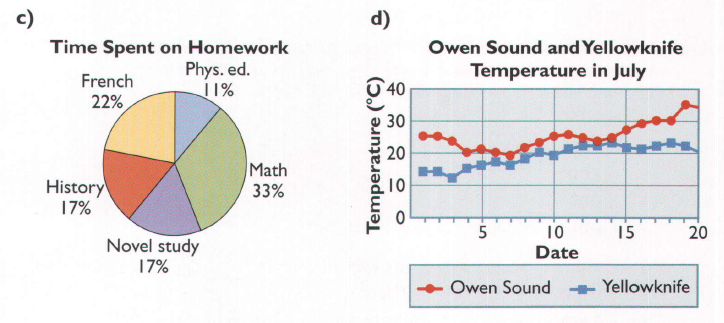 c)
Time Spent on Homework
Phys. ed.
11%
French
22%
Math
33%
History
17%
Novel study
17%
d)
Owen Sound and Yellowknife
Temperature in July
Temperature (°C)
40
30
20
10
0
5
10
15
20
Date
Owen Sound
Yellowknife